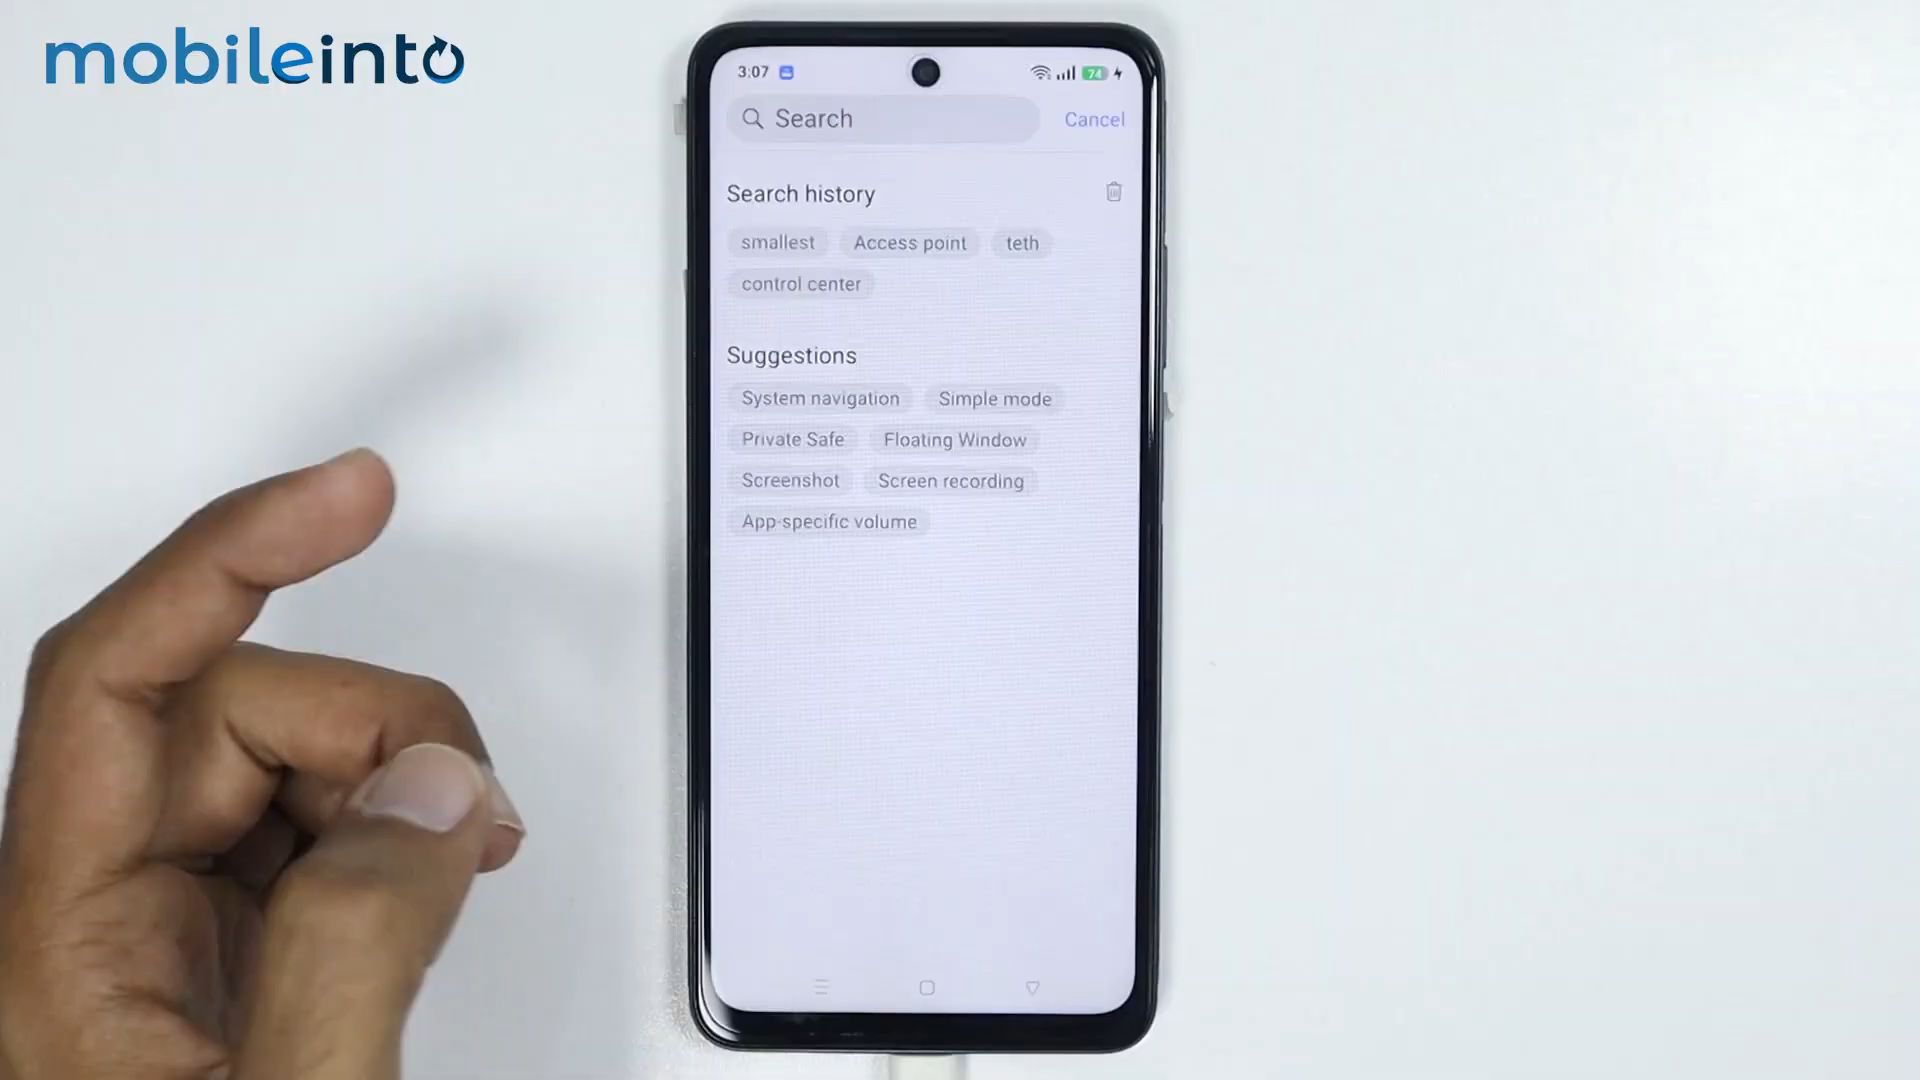 mobileinto
3:07 74
Search Cancel
Search history
smallest Access point teth
control center
Suggestions
System navigation Simple mode
Private Safe Floating Window
Screenshot Screen recording
App-specific volume